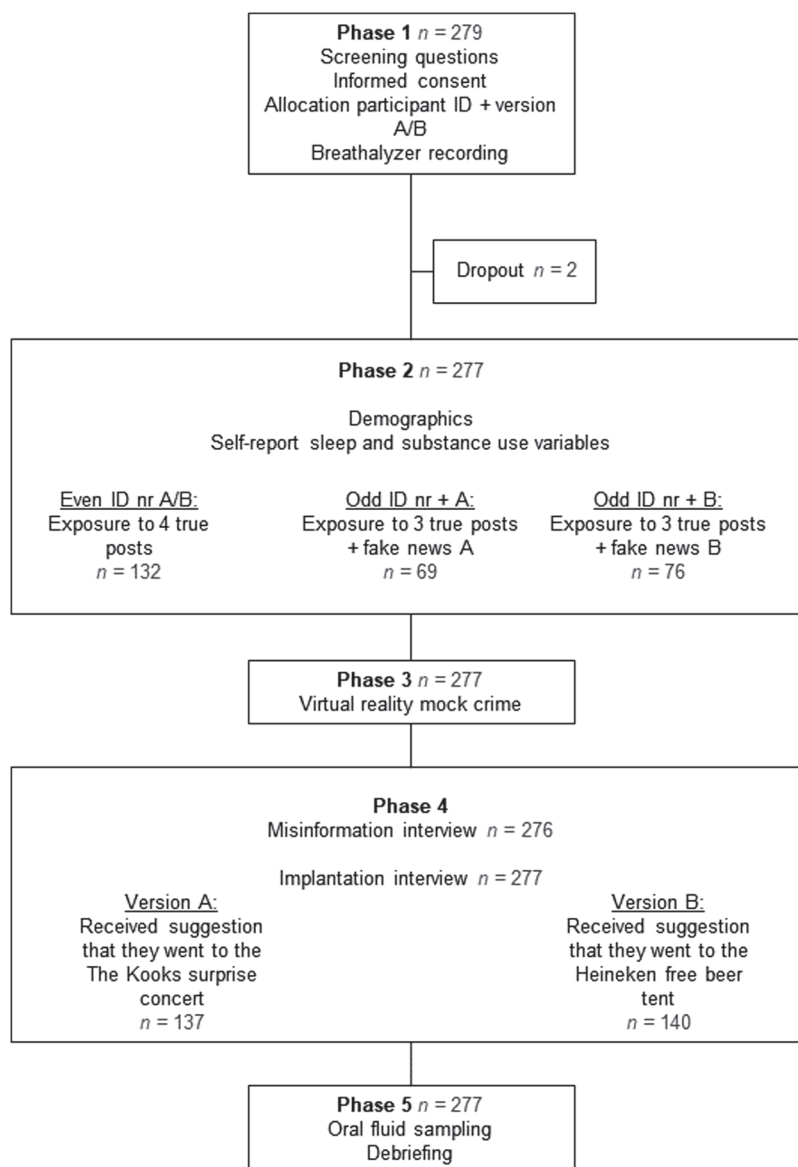 Phase 1 n = 279
Screening questions
Informed consent
Allocation participant ID + version
A/B
Breathalyzer recording
Dropout n = 2
Phase 2 n = 277
Demographics
Self-report sleep and substance use variables
Even ID nr A/B:
Exposure to 4 true
posts
n = 132
Odd ID nr + A:
Exposure to 3 true posts
+ fake news A
n = 69
Odd ID nr + B:
Exposure to 3 true posts
+ fake news B
n = 76
Phase 3 n = 277
Virtual reality mock crime
Phase 4
Misinformation interview n = 276
Implantation interview n = 277
Version A:
Received suggestion
that they went to the
The Kooks surprise
concert
n = 137
Version B:
Received suggestion
that they went to the
Heineken free beer
tent
n = 140
Phase 5 n = 277
Oral fluid sampling
Debriefing